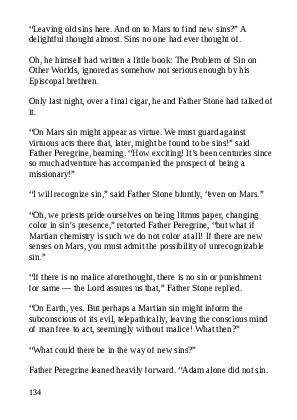 “Leaving old sins here. And on to Mars to find new sins?” A
delightful thought almost. Sins no one had ever thought of.
Oh, he himself had written a little book: The Problem of Sin on
Other Worlds, ignored as somehow not serious enough by his
Episcopal brethren.
Only last night, over a final cigar, he and Father Stone had talked of
it.
“On Mars sin might appear as virtue. We must guard against
virtuous acts there that, later, might be found to be sins!” said
Father Peregrine, beaming. “How exciting! It’s been centuries since
so much adventure has accompanied the prospect of being a
missionary!”
“I will recognize sin,” said Father Stone bluntly, “even on Mars.”
“Oh, we priests pride ourselves on being litmus paper, changing
color in sin’s presence,” retorted Father Peregrine, “but what if
Martian chemistry is such we do not color at all! If there are new
senses on Mars, you must admit the possibility of unrecognizable
sin.”
“If there is no malice aforethought, there is no sin or punishment
for same — the Lord assures us that,” Father Stone replied.
“On Earth, yes. But perhaps a Martian sin might inform the
subconscious of its evil, telepathically, leaving the conscious mind
of man free to act, seemingly without malice! What then?”
“What could there be in the way of new sins?”
Father Peregrine leaned heavily forward. “Adam alone did not sin.
134